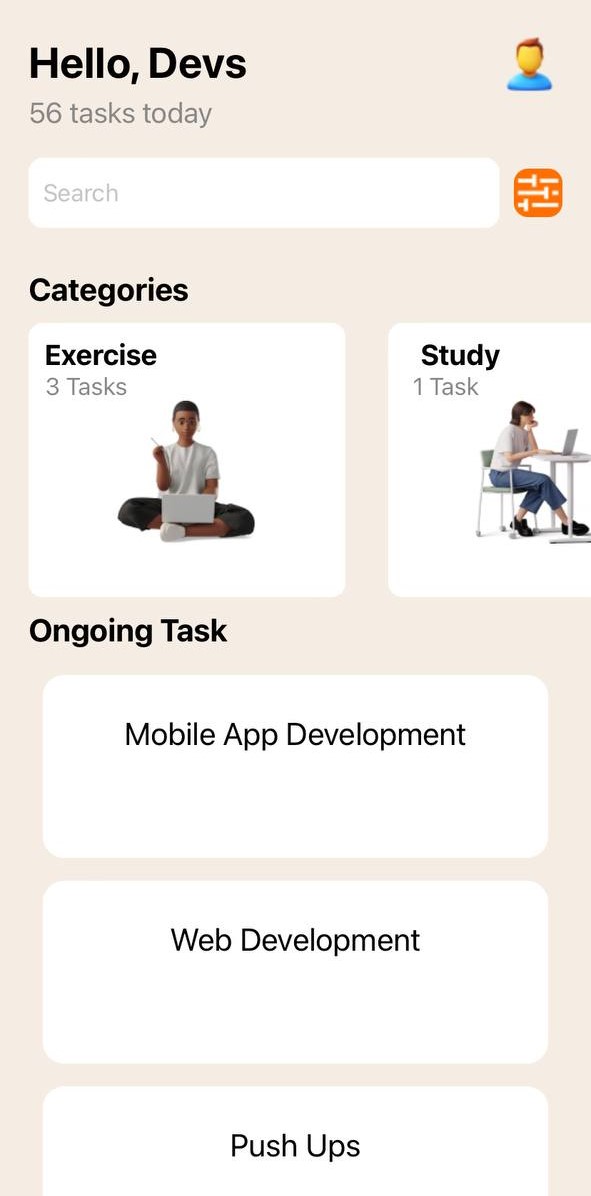 Hello, Devs
56 tasks today
Search
Categories
Exercise
3 Tasks
Study
1 Task
Ongoing Task
Mobile App Development
Web Development
Push Ups